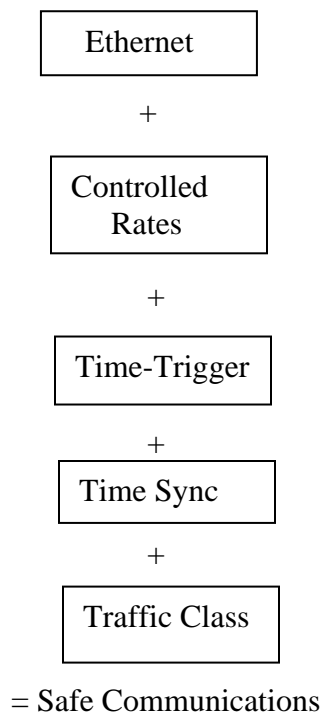 Ethernet
+
Controlled
Rates
+
Time-Trigger
+
Time Sync
+
Traffic Class
= Safe Communications